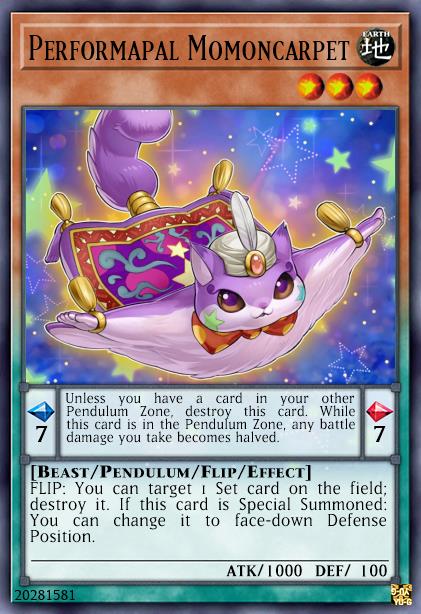 PERFORMAPAL MOMONCARPET
EARTH
地
Unless you have a card in your other
Pendulum Zone, destroy this card. While
this card is in the Pendulum Zone, any battle
damage you take becomes halved.
7
7
[BEAST/PENDULUM/FLIP/EFFECT]
FLIP: You can target 1 Set card on the field;
destroy it. If this card is Special Summoned:
You can change it to face-down Defense
Position.
ATK/1000 DEF/ 100
20281581